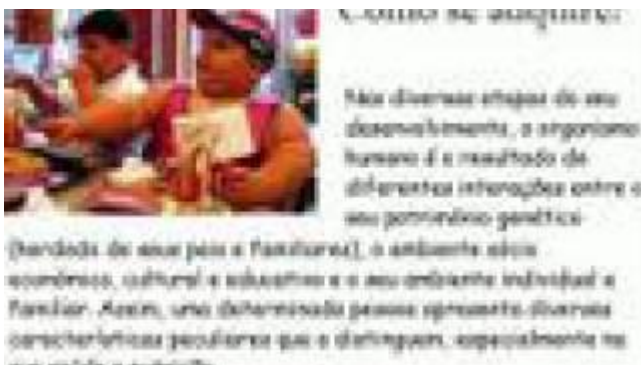 Como se adquire?
Nas diversas etapas do seu
desenvolvimento, o organismo
humano é o resultado de
diferentes interações entre o
seu património genético
(herdado de seus pais e familiares), o ambiente sócio
económico, cultural e educativo e o seu ambiente individual e
familiar. Assim, uma determinada pessoa apresenta diversas
características peculiares que a distinguem, especialmente na